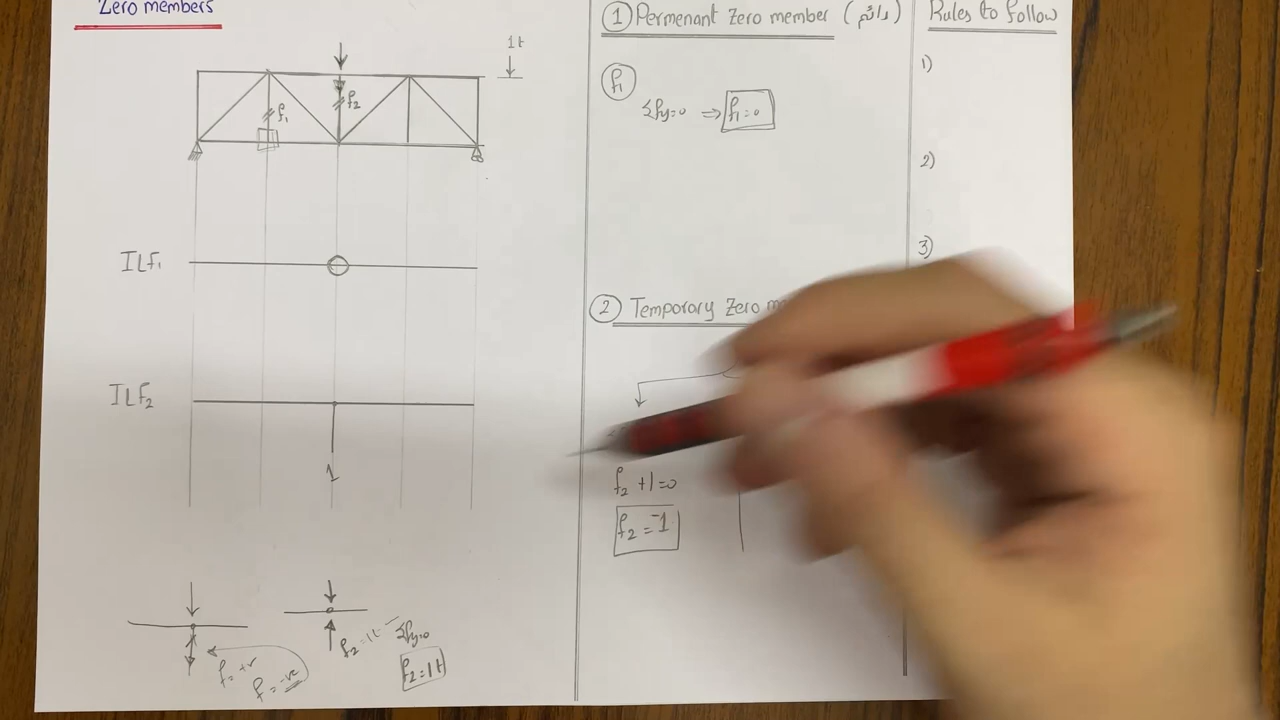 Zero members
1t
f₁
f₂
ILf₁
ILf₂
1
f=+v
f=-ve
f₂=1t
Σfy=0
f₂=1t
① Permenant Zero member (دائم)
f₁
Σfy=0 ⇒ f₁=0
② Temporary Zero m
f₂+1=0
f₂=-1
Rules to follow
1)
2)
3)